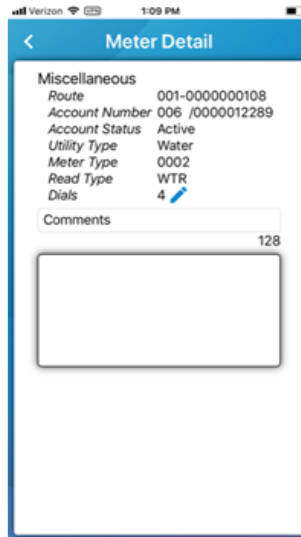 Verizon 1:09 PM
Meter Detail
Miscellaneous
Route 001-0000000108
Account Number 006 /0000012289
Account Status Active
Utility Type Water
Meter Type 0002
Read Type WTR
Dials 4
Comments
128